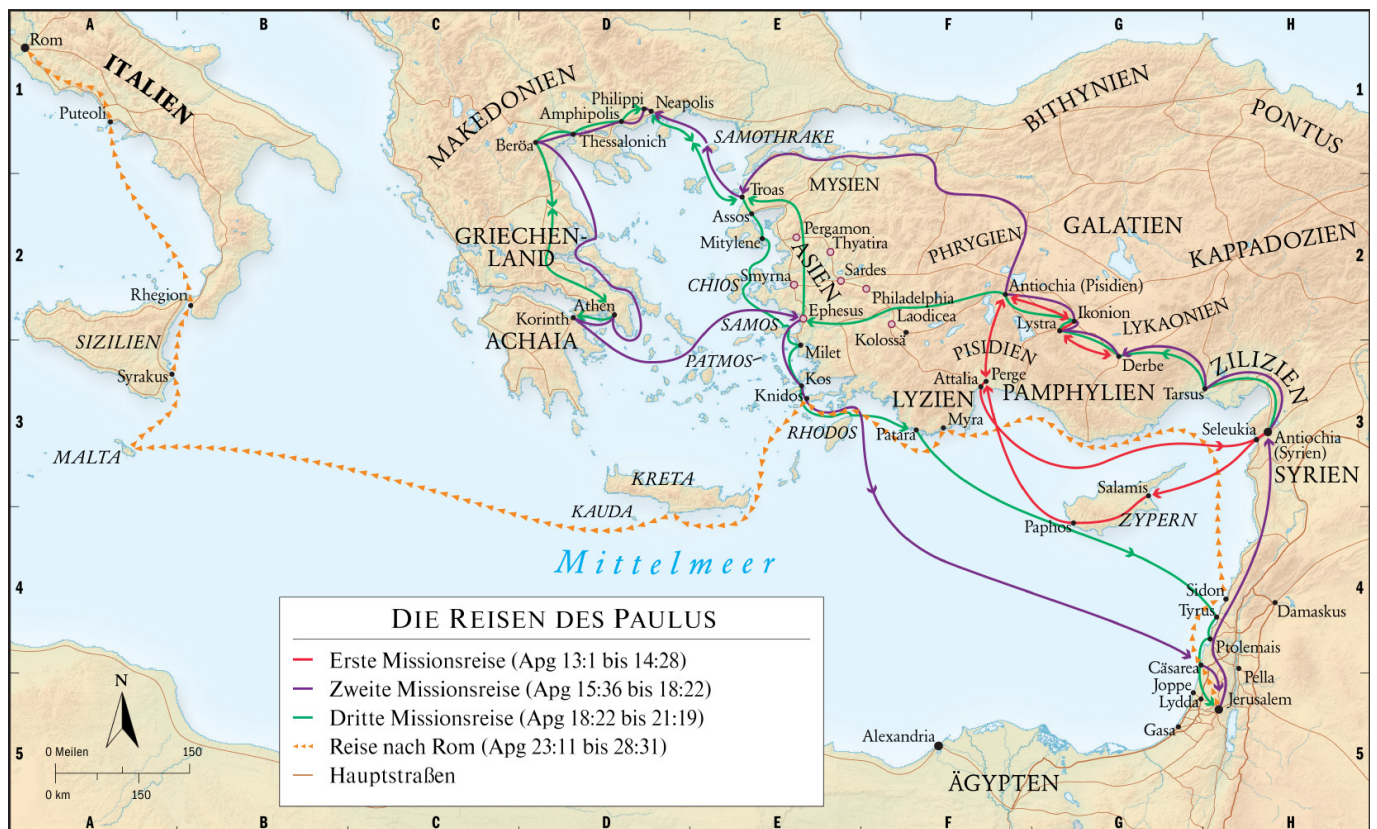 A B C D E F G H
1
2
3
4
5
1
2
3
4
5
A B C D E F G H
Rom
ITALIEN
Puteoli
Rhegion
SIZILIEN
Syrakus
MALTA
MAKEDONIEN
Philippi
Neapolis
Amphipolis
Thessalonich
Beröa
SAMOTHRAKE
GRIECHEN-
LAND
Athen
Korinth
ACHAIA
BITHYNIEN
PONTUS
Troas
MYSIEN
Assos
Mitylene
Pergamon
Thyatira
ASIEN
Smyrna
Sardes
Philadelphia
CHIOS
Ephesus
Laodicea
Kolossä
SAMOS
PATMOS
Milet
Kos
Knidos
RHODOS
PHRYGIEN
GALATIEN
KAPPADOZIEN
Antiochia (Pisidien)
Ikonion
Lystra
LYKAONIEN
Derbe
PISIDIEN
Perge
Attalia
LYZIEN
PAMPHYLIEN
ZILIZIEN
Tarsus
Myra
Patara
Seleukia
Antiochia
(Syrien)
SYRIEN
KRETA
KAUDA
Salamis
ZYPERN
Paphos
Mittelmeer
Sidon
Tyrus
Damaskus
Ptolemais
Cäsarea
Pella
Joppe
Lydda
Jerusalem
Gasa
Alexandria
ÄGYPTEN
N
0 Meilen 150
0 km 150
DIE REISEN DES PAULUS
Erste Missionsreise (Apg 13:1 bis 14:28)
Zweite Missionsreise (Apg 15:36 bis 18:22)
Dritte Missionsreise (Apg 18:22 bis 21:19)
Reise nach Rom (Apg 23:11 bis 28:31)
Hauptstraßen